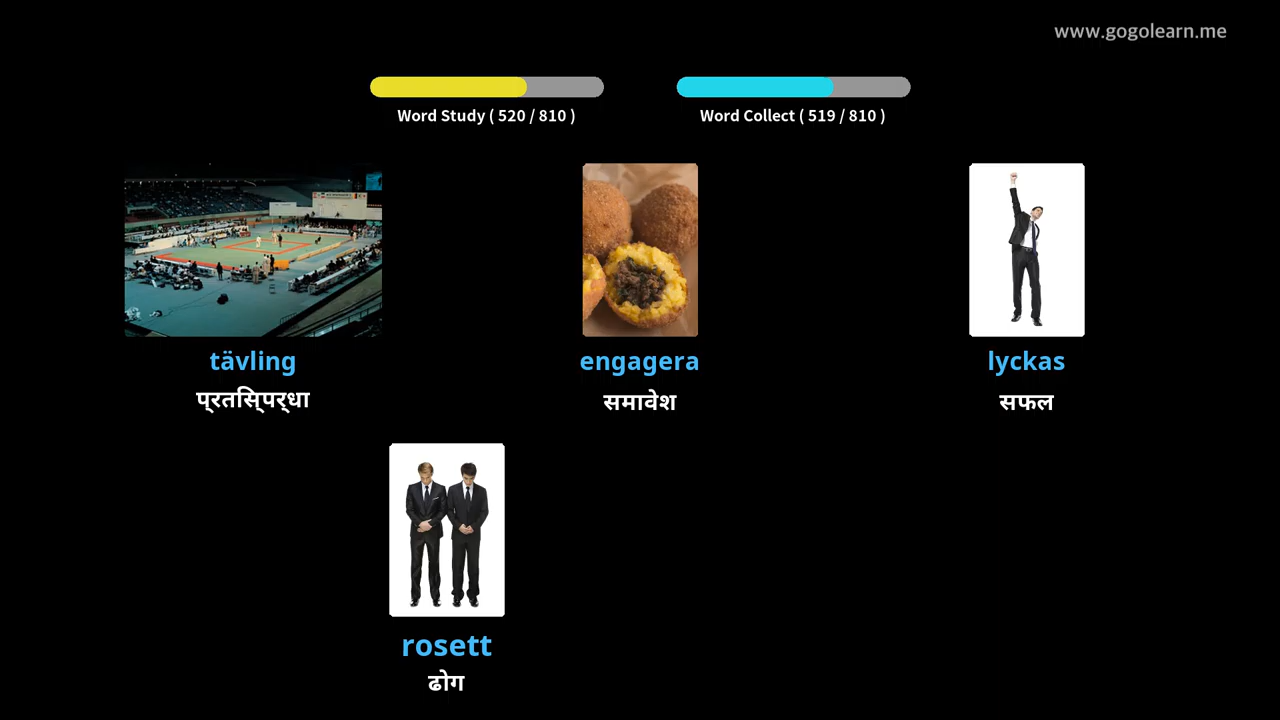 www.gogolearn.me
Word Study ( 520 / 810 )
Word Collect ( 519 / 810 )
tävling
engagera
lyckas
प्रतिस्पर्धा
समावेश
सफल
rosett
ढोग